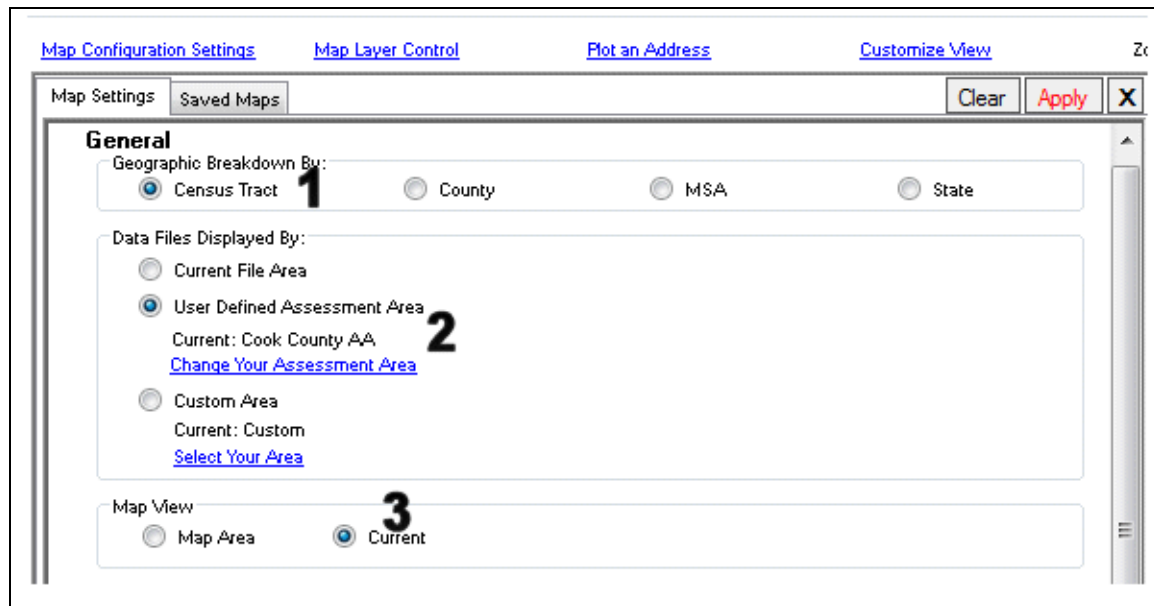 Map Configuration Settings Map Layer Control Plot an Address Customize View Zo
Map Settings Saved Maps Clear Apply X
General
Geographic Breakdown By:
Census Tract 1 County MSA State
Data Files Displayed By:
Current File Area
User Defined Assessment Area
2
Current: Cook County AA
Change Your Assessment Area
Custom Area
Current: Custom
Select Your Area
Map View
3
Map Area Current